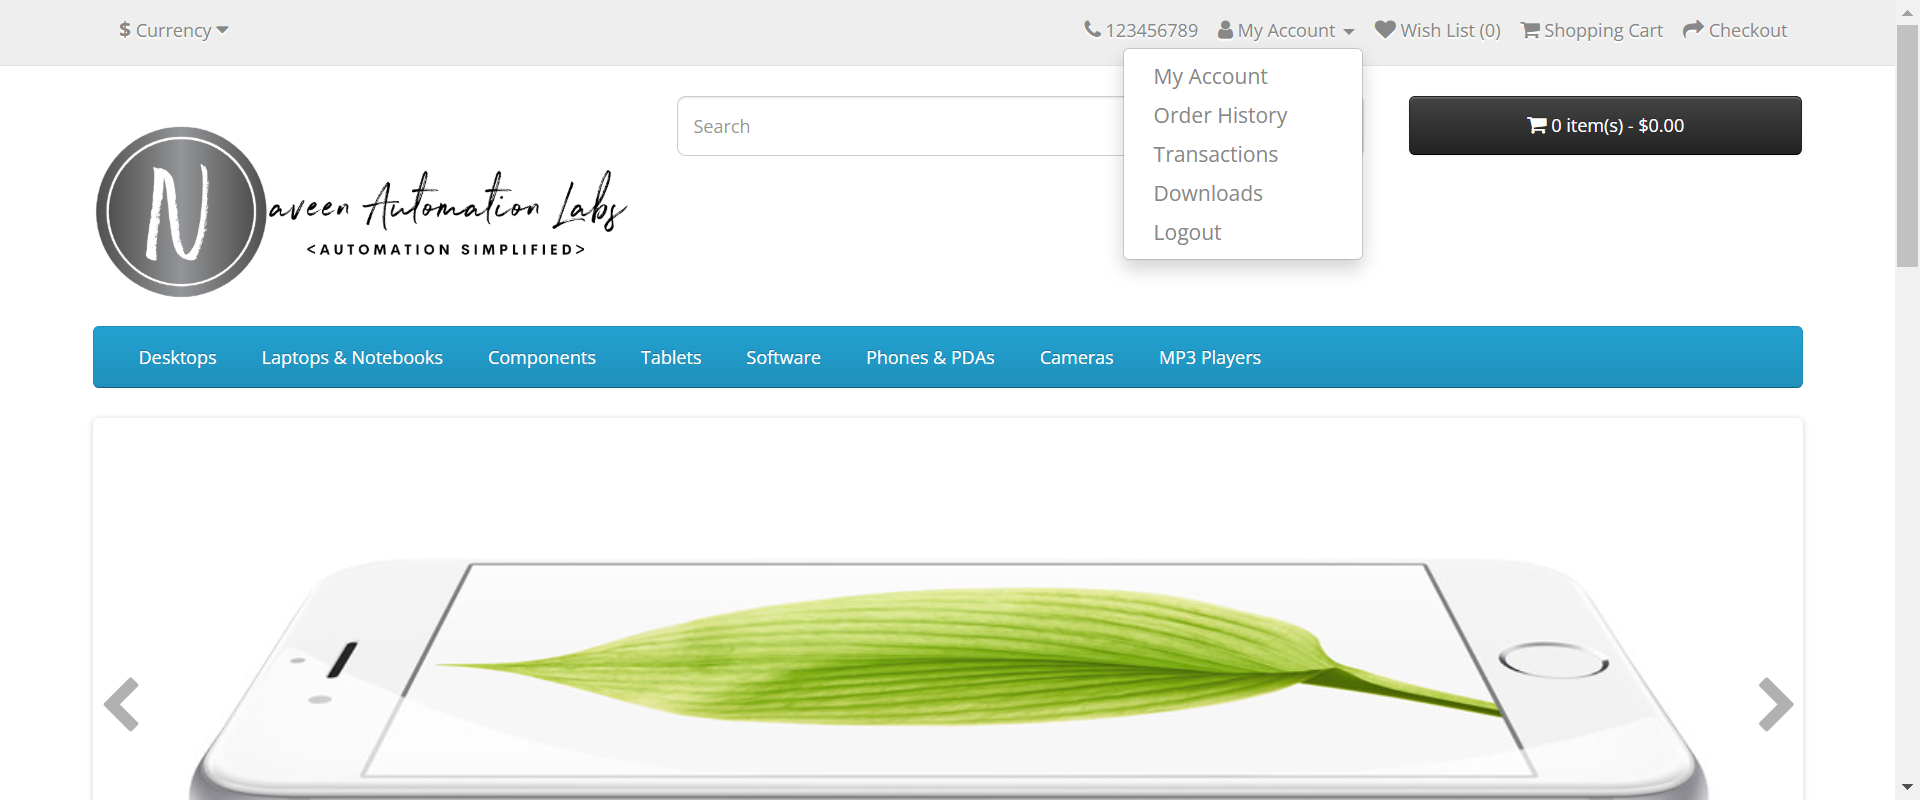 $ Currency
123456789 My Account Wish List (0) Shopping Cart Checkout
My Account
Order History
Transactions
Downloads
Logout
Search
0 item(s) - $0.00
Naveen Automation Labs
<AUTOMATION SIMPLIFIED>
Desktops Laptops & Notebooks Components Tablets Software Phones & PDAs Cameras MP3 Players